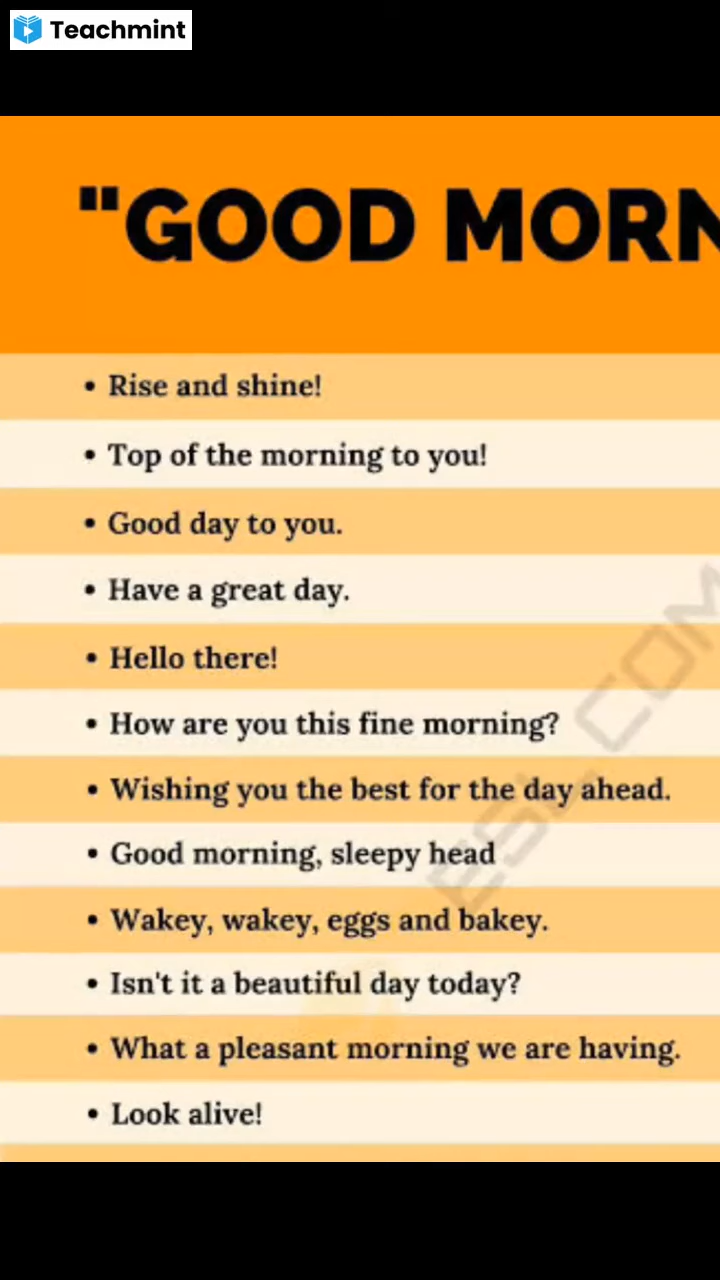 Teachmint
"GOOD MORN
• Rise and shine!
• Top of the morning to you!
• Good day to you.
• Have a great day.
• Hello there!
• How are you this fine morning?
• Wishing you the best for the day ahead.
• Good morning, sleepy head
• Wakey, wakey, eggs and bakey.
• Isn't it a beautiful day today?
• What a pleasant morning we are having.
• Look alive!
ESL.COM